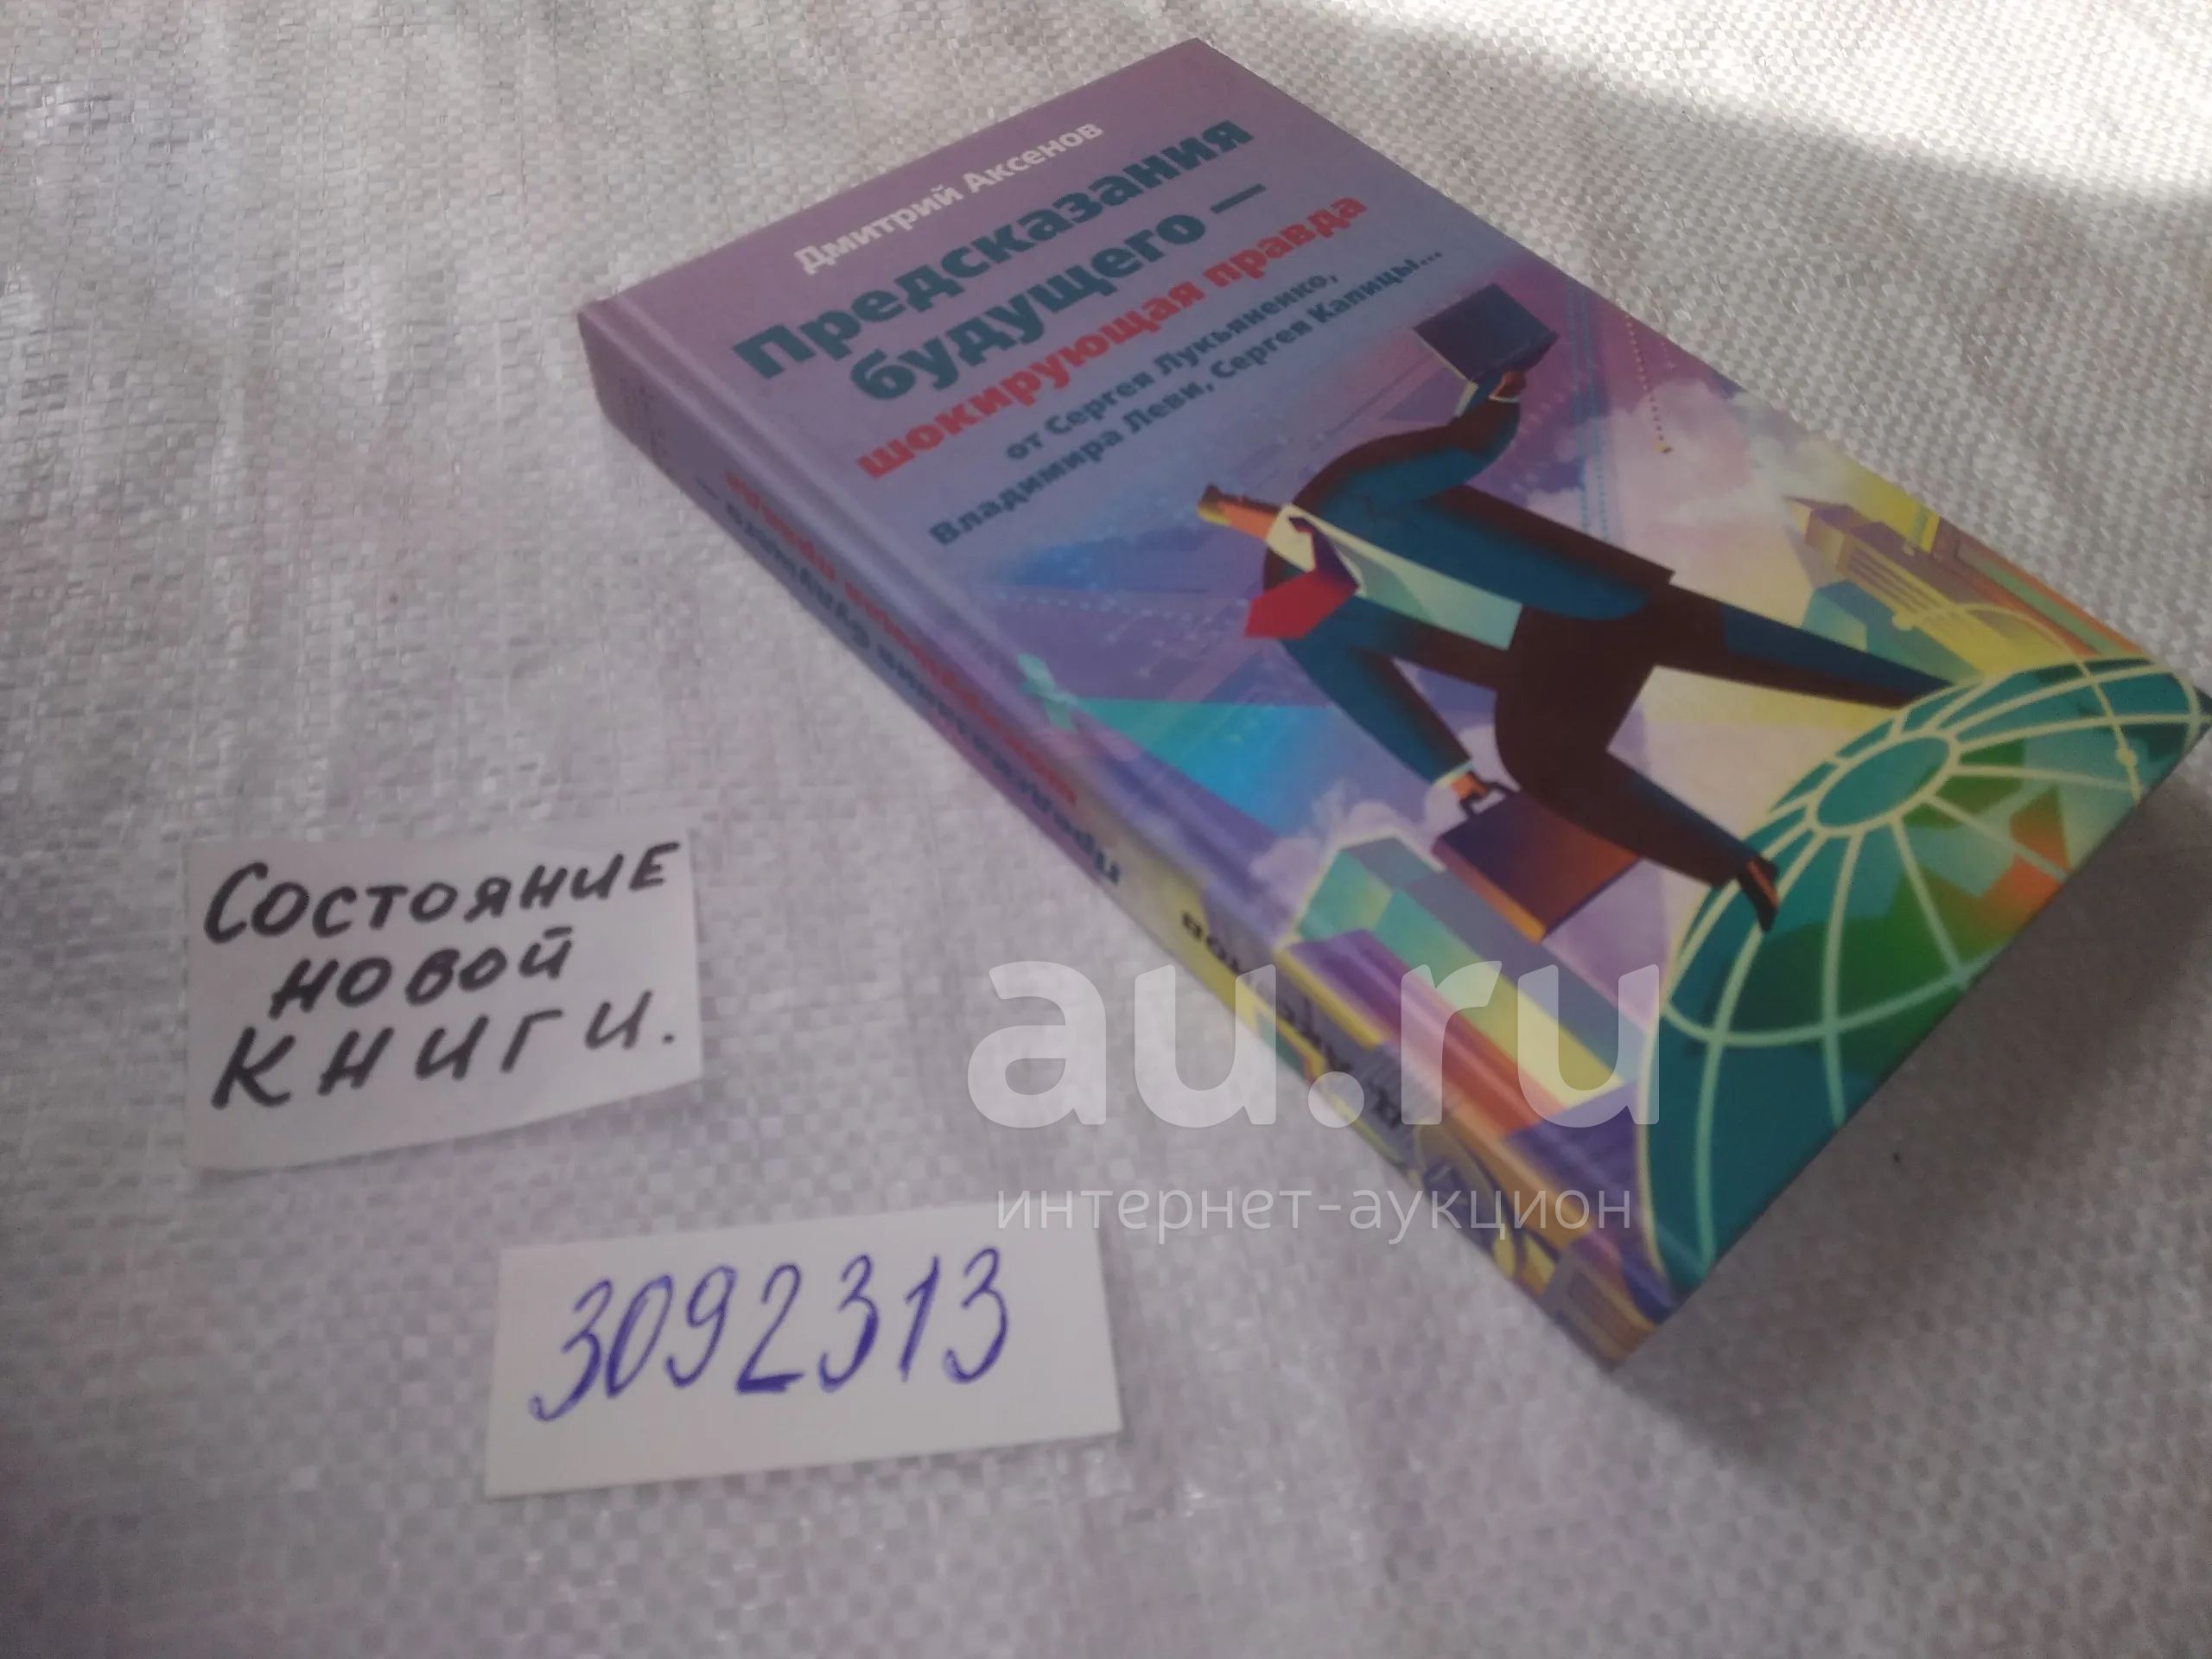 Дмитрий Аксенов
Предсказания
будущего —
шокирующая правда
от Сергея Лукьяненко,
Владимира Леви, Сергея Капицы...
СОСТОЯНИЕ
НОВОЙ
КНИГИ.
3092313
au.ru
интернет-аукцион